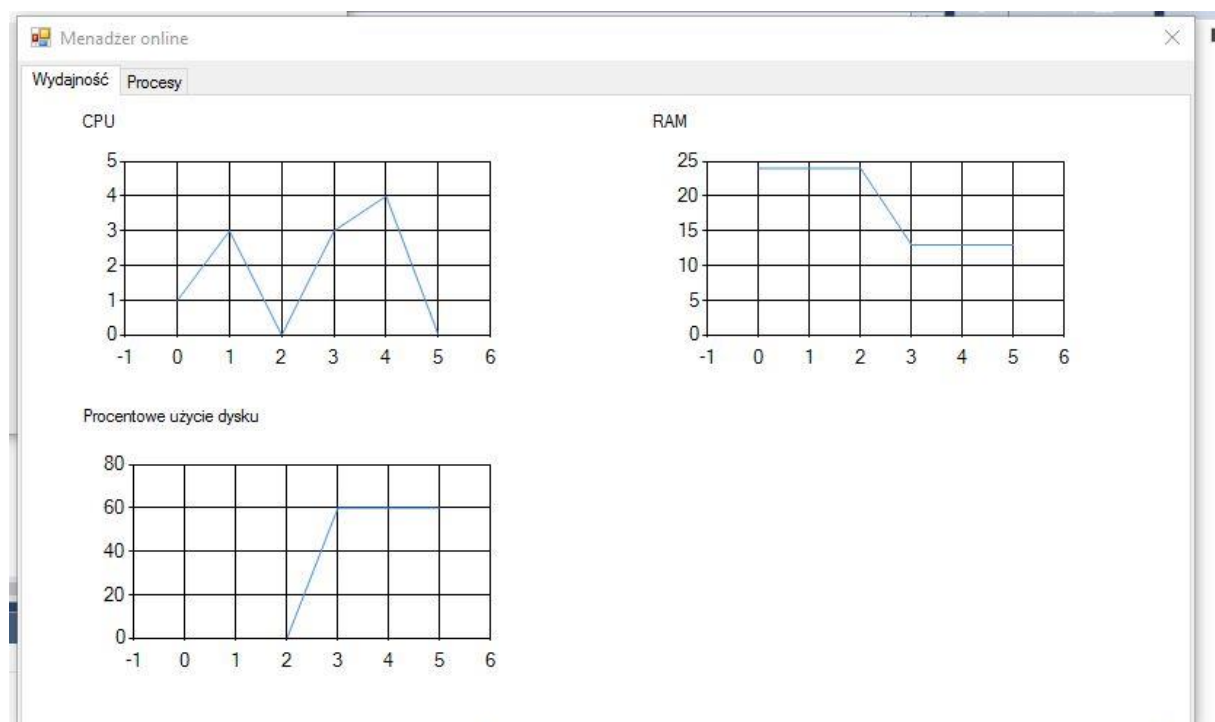 Menadżer online
Wydajność Procesy
CPU
5
4
3
2
1
0
-1 0 1 2 3 4 5 6
RAM
25
20
15
10
5
0
-1 0 1 2 3 4 5 6
Procentowe użycie dysku
80
60
40
20
0
-1 0 1 2 3 4 5 6